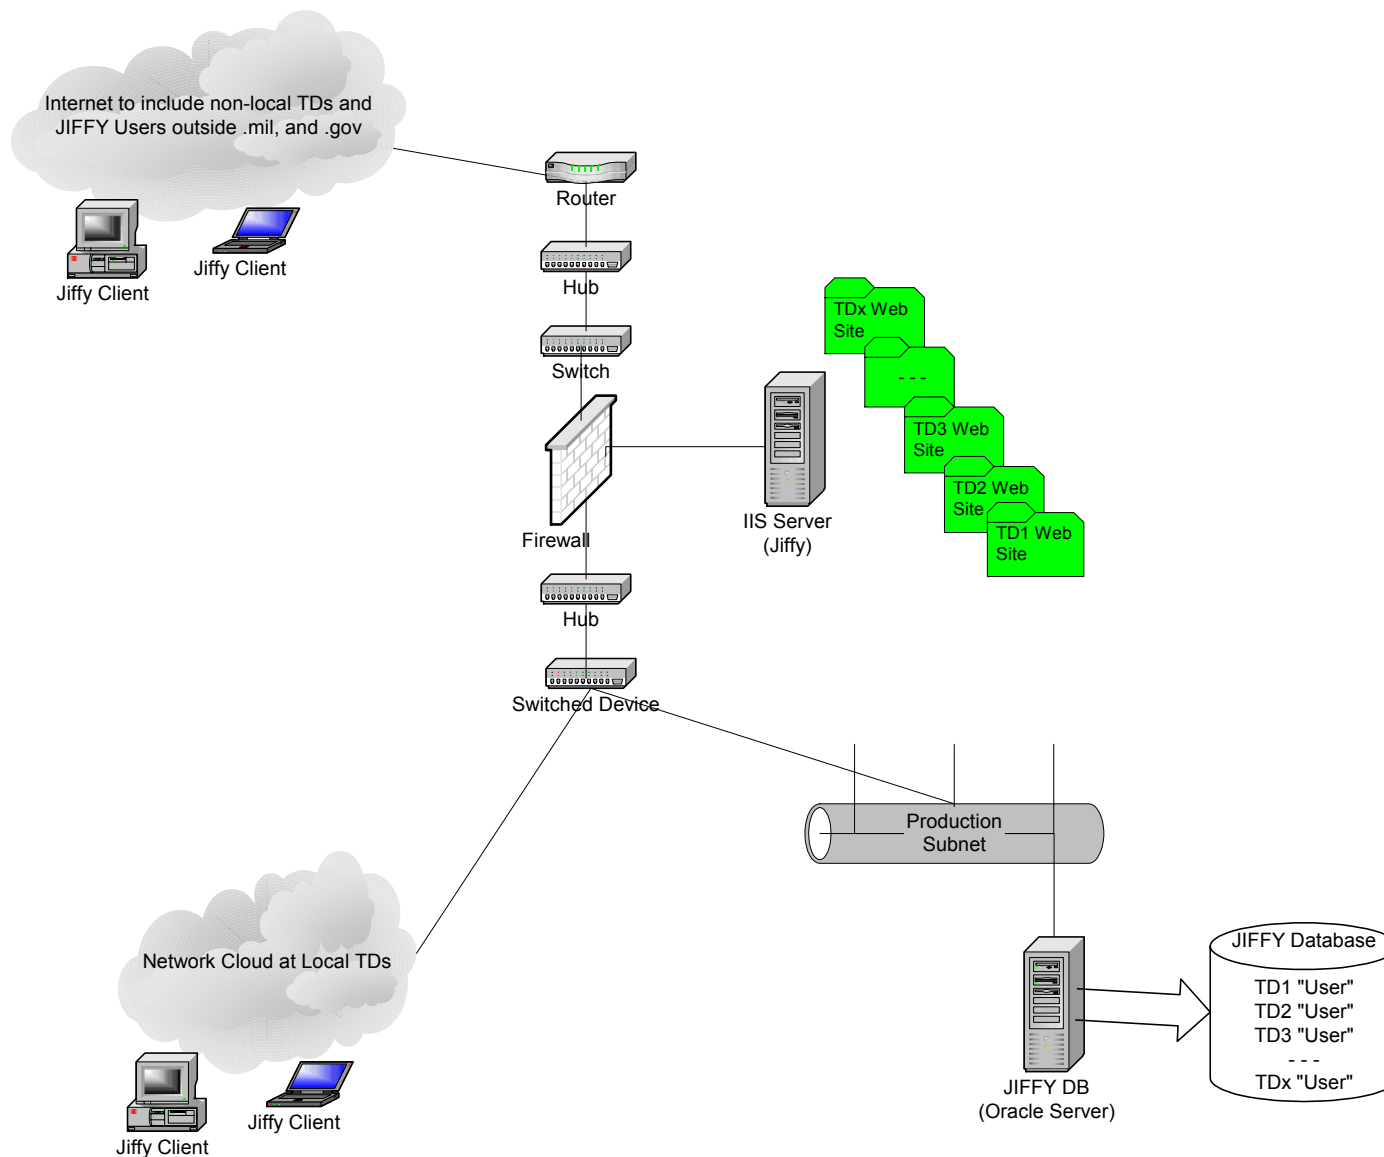 Internet to include non-local TDs and
JIFFY Users outside .mil, and .gov
Router
Jiffy Client
Jiffy Client
Hub
TDx Web
Site
Switch
- - -
TD3 Web
Site
TD2 Web
Site
IIS Server
(Jiffy)
TD1 Web
Site
Firewall
Hub
Switched Device
Production
Subnet
JIFFY Database
Network Cloud at Local TDs
TD1 "User"
TD2 "User"
TD3 "User"
- - -
TDx "User"
JIFFY DB
(Oracle Server)
Jiffy Client
Jiffy Client